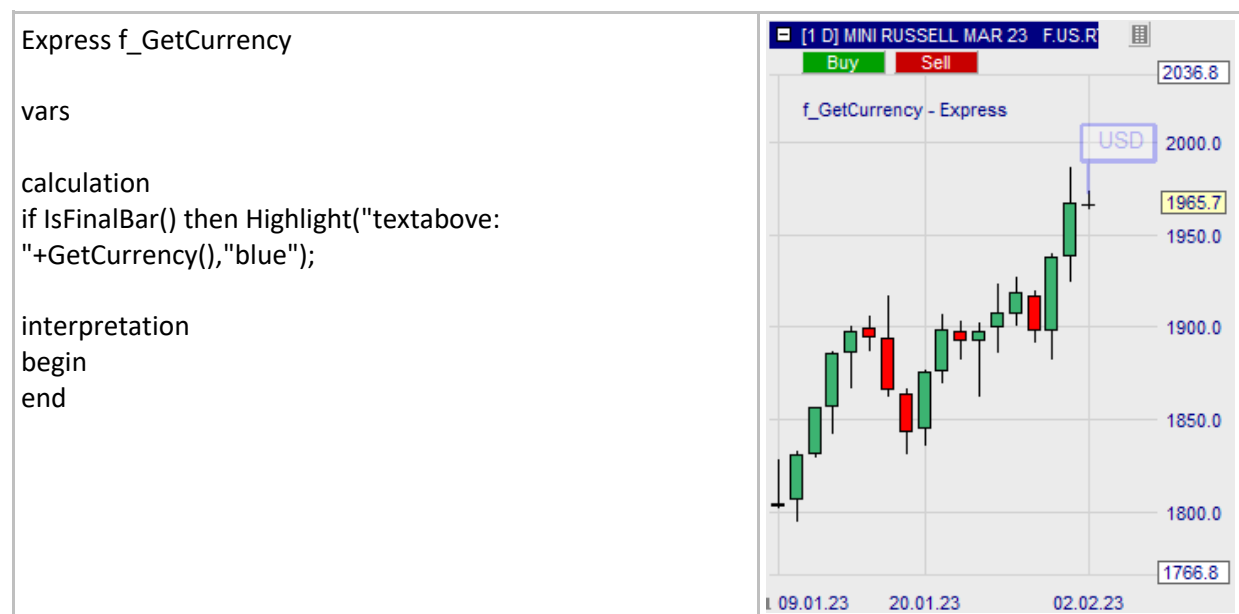 Express f_GetCurrency
vars
calculation
if IsFinalBar() then Highlight("textabove:
"+GetCurrency(),"blue");
interpretation
begin
end
[1 D] MINI RUSSELL MAR 23 F.US.R
Buy Sell
2036.8
f_GetCurrency - Express
USD 2000.0
1965.7
1950.0
1900.0
1850.0
1800.0
1766.8
09.01.23 20.01.23 02.02.23